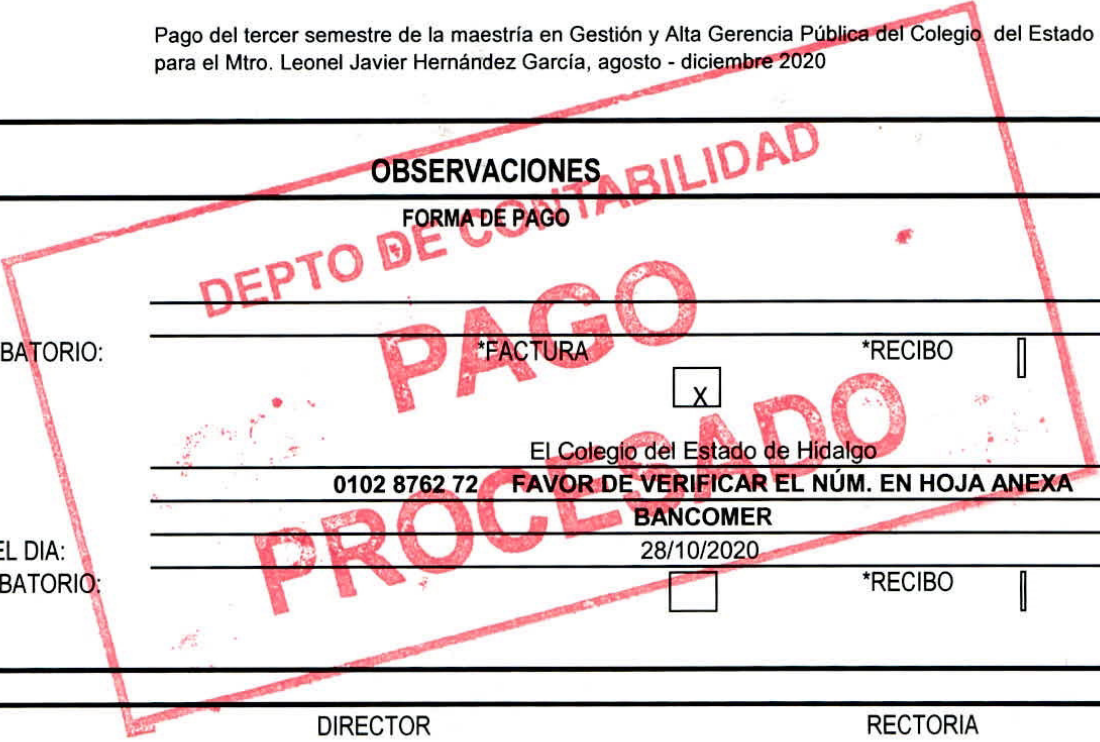 Pago del tercer semestre de la maestría en Gestión y Alta Gerencia Pública del Colegio del Estado
para el Mtro. Leonel Javier Hernández García, agosto - diciembre 2020
OBSERVACIONES
FORMA DE PAGO
DEPTO DE CONTABILIDAD
PAGO
PROCESADO
BATORIO: *FACTURA *RECIBO
X
El Colegio del Estado de Hidalgo
0102 8762 72 FAVOR DE VERIFICAR EL NÚM. EN HOJA ANEXA
BANCOMER
EL DIA: 28/10/2020
BATORIO: *RECIBO
DIRECTOR RECTORIA